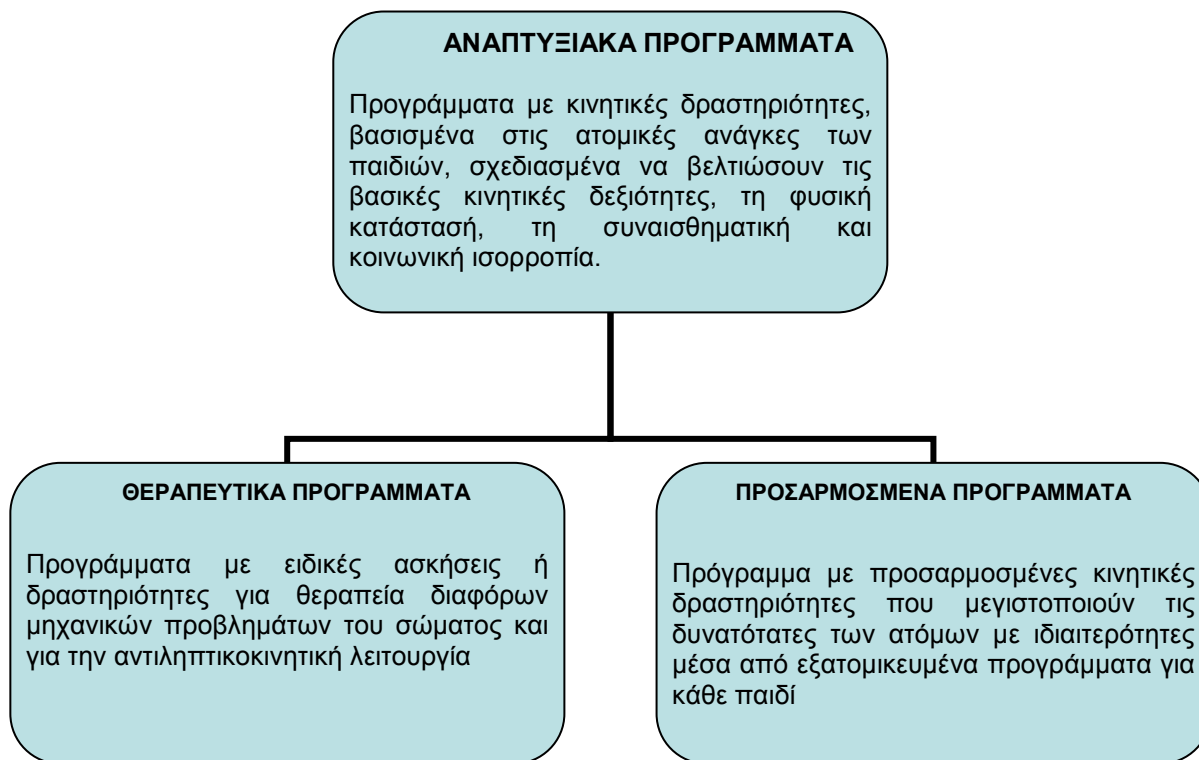 ΑΝΑΠΤΥΞΙΑΚΑ ΠΡΟΓΡΑΜΜΑΤΑ
Προγράμματα με κινητικές δραστηριότητες,
βασισμένα στις ατομικές ανάγκες των
παιδιών, σχεδιασμένα να βελτιώσουν τις
βασικές κινητικές δεξιότητες, τη φυσική
κατάστασή, τη συναισθηματική και
κοινωνική ισορροπία.
ΘΕΡΑΠΕΥΤΙΚΑ ΠΡΟΓΡΑΜΜΑΤΑ
Προγράμματα με ειδικές ασκήσεις ή
δραστηριότητες για θεραπεία διαφόρων
μηχανικών προβλημάτων του σώματος και
για την αντιληπτικοκινητική λειτουργία
ΠΡΟΣΑΡΜΟΣΜΕΝΑ ΠΡΟΓΡΑΜΜΑΤΑ
Πρόγραμμα με προσαρμοσμένες κινητικές
δραστηριότητες που μεγιστοποιούν τις
δυνατότατες των ατόμων με ιδιαιτερότητες
μέσα από εξατομικευμένα προγράμματα για
κάθε παιδί